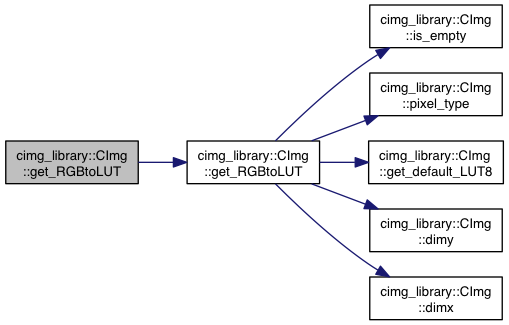 cimg_library::CImg
::get_RGBtoLUT
cimg_library::CImg
::get_RGBtoLUT
cimg_library::CImg
::is_empty
cimg_library::CImg
::pixel_type
cimg_library::CImg
::get_default_LUT8
cimg_library::CImg
::dimy
cimg_library::CImg
::dimx